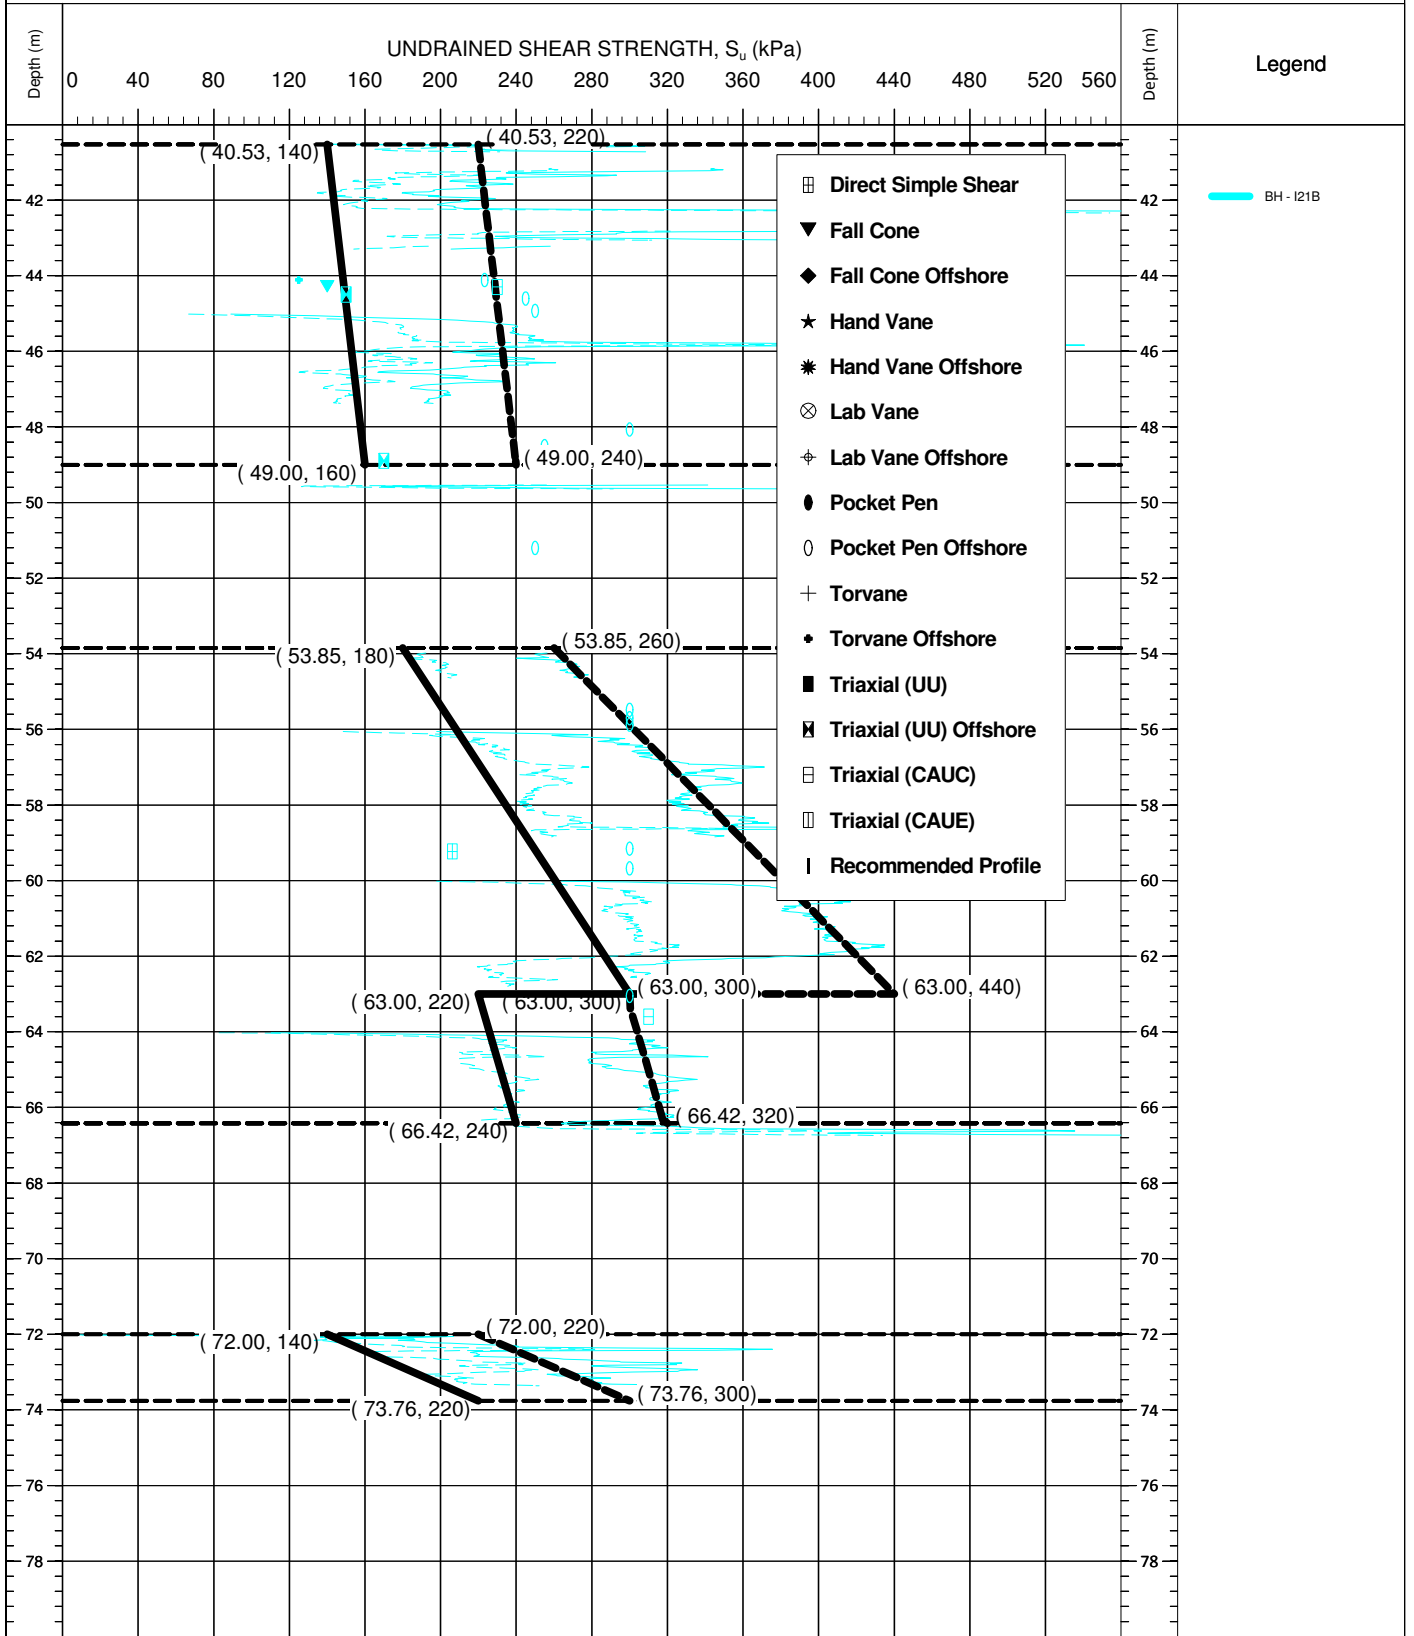 UNDRAINED SHEAR STRENGTH, Su (kPa)
Depth (m)
0 40 80 120 160 200 240 280 320 360 400 440 480 520 560
Depth (m)
Legend
BH - I21B
Direct Simple Shear
Fall Cone
Fall Cone Offshore
Hand Vane
Hand Vane Offshore
Lab Vane
Lab Vane Offshore
Pocket Pen
Pocket Pen Offshore
Torvane
Torvane Offshore
Triaxial (UU)
Triaxial (UU) Offshore
Triaxial (CAUC)
Triaxial (CAUE)
Recommended Profile
( 40.53, 140)
( 40.53, 220)
42 42
44 44
46 46
48 48
( 49.00, 160)
( 49.00, 240)
50 50
52 52
( 53.85, 180)
( 53.85, 260)
54 54
56 56
58 58
60 60
62 62
( 63.00, 220)
( 63.00, 300)
( 63.00, 300)
( 63.00, 440)
64 64
66 66
( 66.42, 240)
( 66.42, 320)
68 68
70 70
72 72
( 72.00, 140)
( 72.00, 220)
( 73.76, 220)
( 73.76, 300)
74 74
76 76
78 78